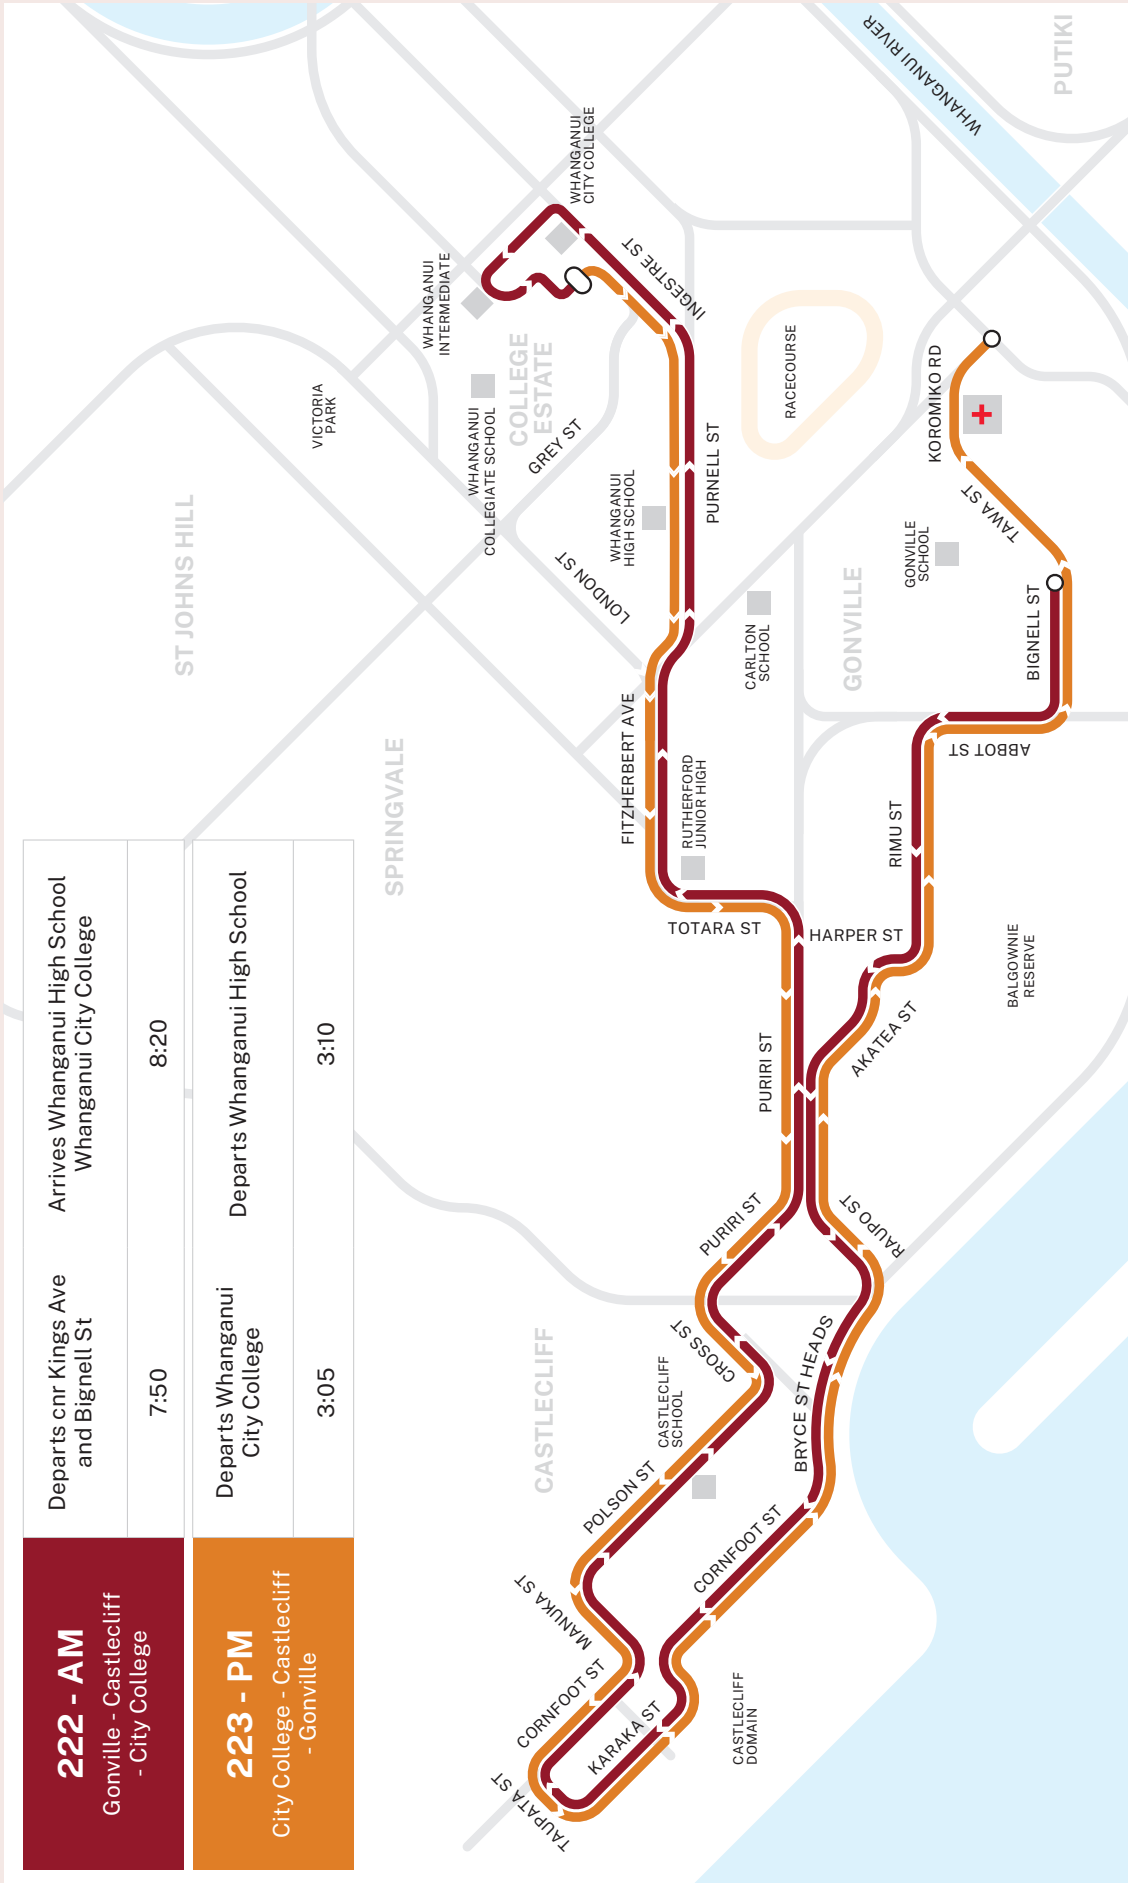 222 - AM
Gonville - Castlecliff
- City College
Departs cnr Kings Ave
and Bignell St
Arrives Whanganui High School
Whanganui City College
7:50
8:20
223 - PM
City College - Castlecliff
- Gonville
Departs Whanganui
City College
Departs Whanganui High School
3:05
3:10
ST JOHNS HILL
SPRINGVALE
CASTLECLIFF
GONVILLE
COLLEGE
ESTATE
PUTIKI
WHANGANUI RIVER
VICTORIA
PARK
WHANGANUI
INTERMEDIATE
WHANGANUI
CITY COLLEGE
WHANGANUI
COLLEGIATE SCHOOL
GREY ST
INGESTRE ST
WHANGANUI
HIGH SCHOOL
LONDON ST
PURNELL ST
RACECOURSE
KOROMIKO RD
TAWA ST
GONVILLE
SCHOOL
CARLTON
SCHOOL
BIGNELL ST
ABBOT ST
FITZHERBERT AVE
RUTHERFORD
JUNIOR HIGH
RIMU ST
TOTARA ST
HARPER ST
BALGOWNIE
RESERVE
AKATEA ST
PURIRI ST
PURIRI ST
RAUPO ST
CROSS ST
CASTLECLIFF
SCHOOL
BRYCE ST HEADS
POLSON ST
CORNFOOT ST
MANUKA ST
CORNFOOT ST
KARAKA ST
TAUPATA ST
CASTLECLIFF
DOMAIN